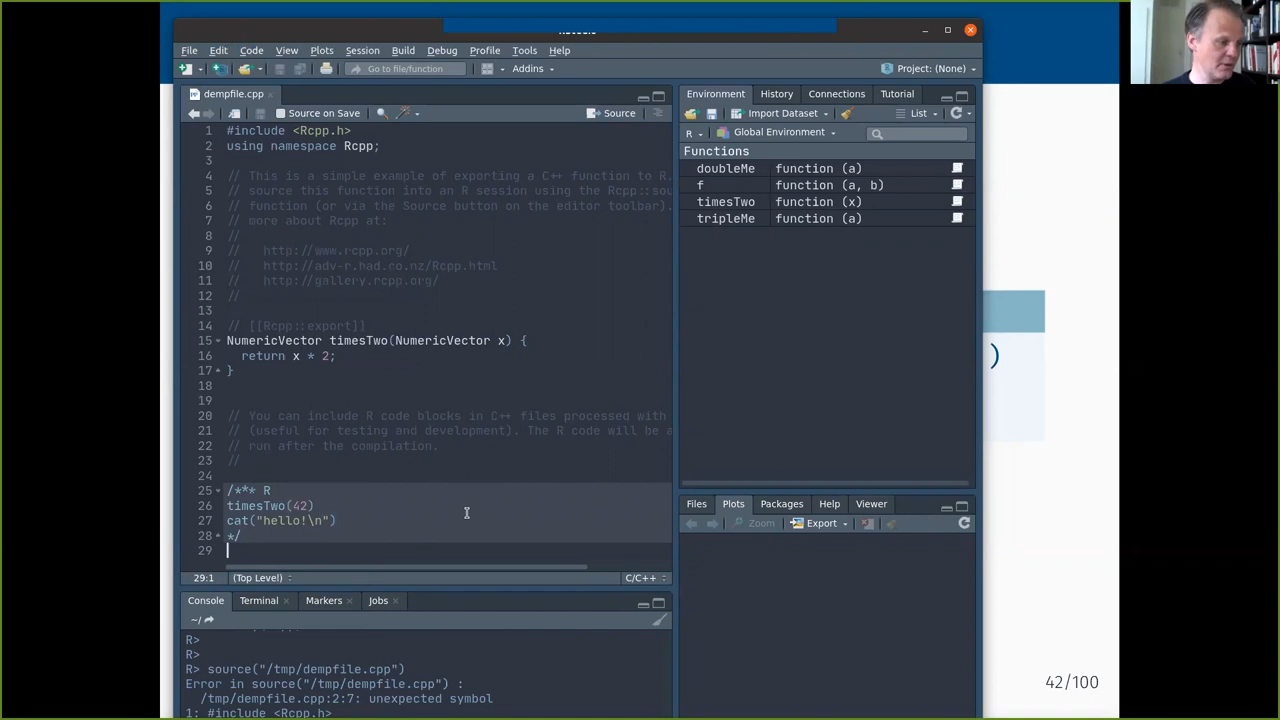 File Edit Code View Plots Session Build Debug Profile Tools Help
Go to file/function Addins Project: (None)
dempfile.cpp
Source on Save Source
1 #include <Rcpp.h>
2 using namespace Rcpp;
3
4 // This is a simple example of exporting a C++ function to R.
5 // source this function into an R session using the Rcpp::sou
6 // function (or via the Source button on the editor toolbar).
7 // more about Rcpp at:
8 //
9 //   http://www.rcpp.org/
10 //   http://adv-r.had.co.nz/Rcpp.html
11 //   http://gallery.rcpp.org/
12 //
13
14 // [[Rcpp::export]]
15 NumericVector timesTwo(NumericVector x) {
16   return x * 2;
17 }
18
19
20 // You can include R code blocks in C++ files processed with
21 // (useful for testing and development). The R code will be a
22 // run after the compilation.
23 //
24
25 /*** R
26 timesTwo(42)
27 cat("hello!\n")
28 */
29
29:1 (Top Level) C/C++
Console Terminal Markers Jobs
~/
R>
R>
R> source("/tmp/dempfile.cpp")
Error in source("/tmp/dempfile.cpp") :
/tmp/dempfile.cpp:2:7: unexpected symbol
1: #include <Rcpp.h>
Environment History Connections Tutorial
Import Dataset List
R Global Environment
Functions
doubleMe function (a)
f function (a, b)
timesTwo function (x)
tripleMe function (a)
Files Plots Packages Help Viewer
Zoom Export
)
42/100